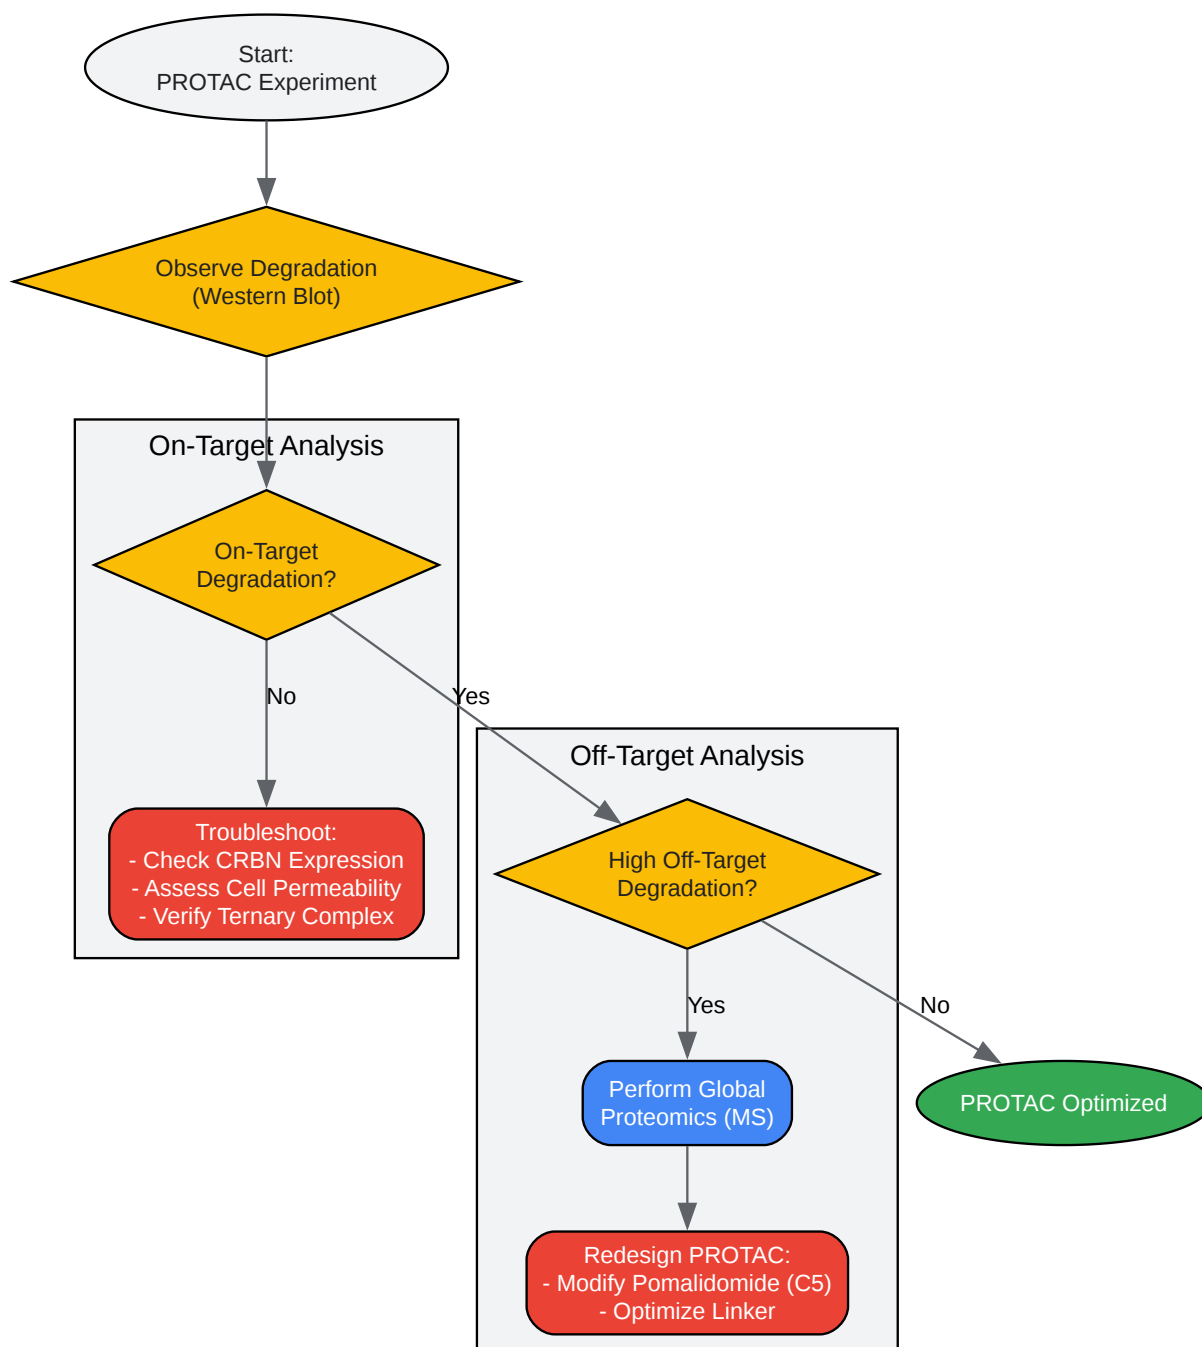 Start:
PROTAC Experiment
Observe Degradation
(Western Blot)
On-Target Analysis
On-Target
Degradation?
No
Yes
Troubleshoot:
- Check CRBN Expression
- Assess Cell Permeability
- Verify Ternary Complex
Off-Target Analysis
High Off-Target
Degradation?
Yes
No
Perform Global
Proteomics (MS)
PROTAC Optimized
Redesign PROTAC:
- Modify Pomalidomide (C5)
- Optimize Linker